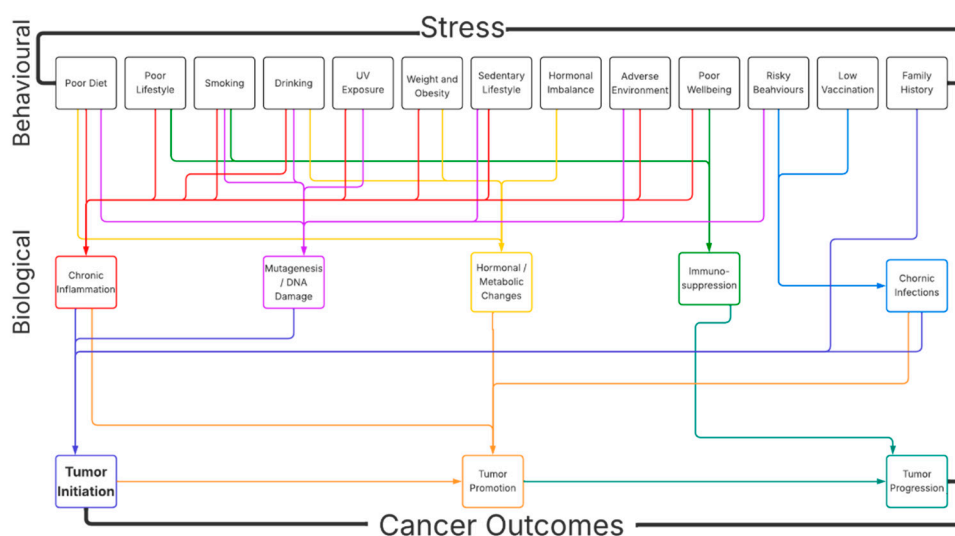 Stress
Behavioural
Poor Diet
Poor
Lifestyle
Smoking
Drinking
UV
Exposure
Weight and
Obesity
Sedentary
Lifestyle
Hormonal
Imbalance
Adverse
Environment
Poor
Wellbeing
Risky
Beahviours
Low
Vaccination
Family
History
Biological
Chronic
Inflammation
Mutagenesis
/ DNA
Damage
Hormonal /
Metabolic
Changes
Immuno-
suppression
Chornic
Infections
Tumor
Initiation
Tumor
Promotion
Tumor
Progression
Cancer Outcomes